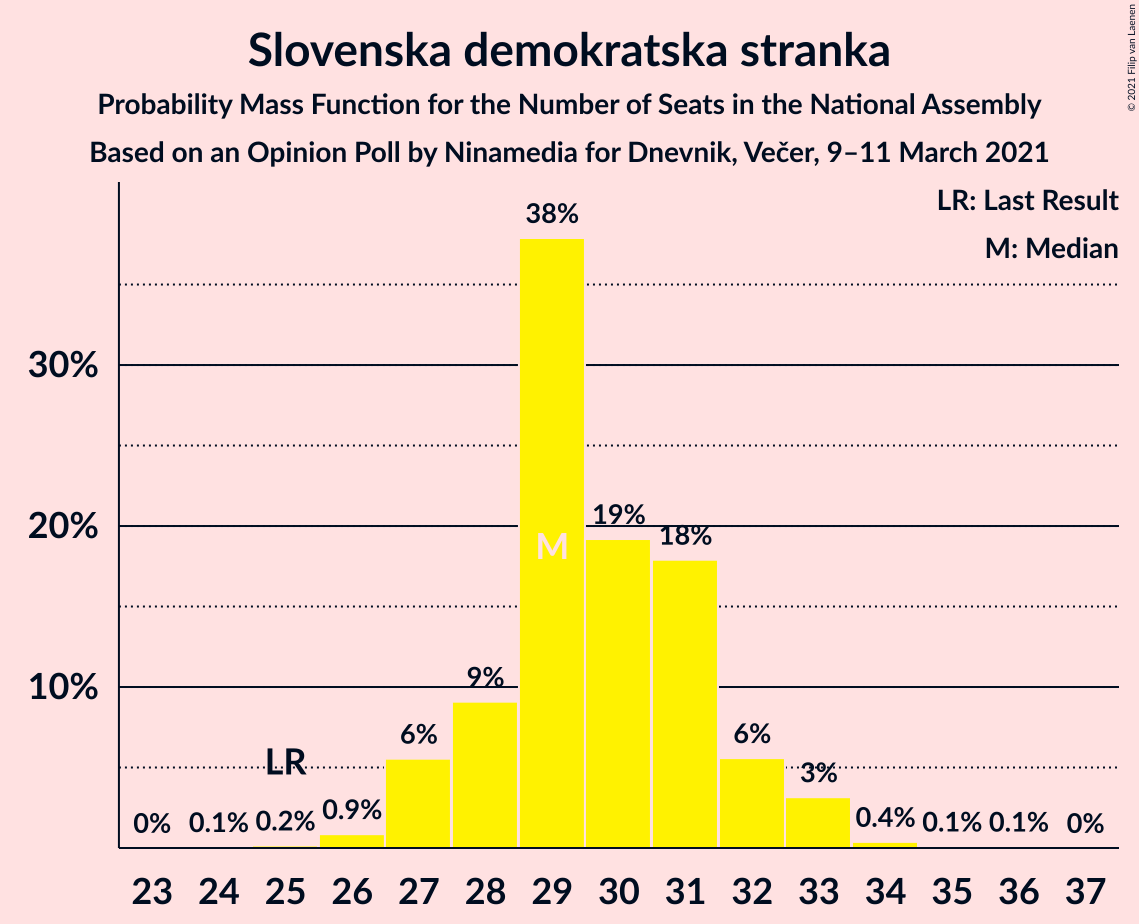 © 2021 Filip van Laenen
Slovenska demokratska stranka
Probability Mass Function for the Number of Seats in the National Assembly
Based on an Opinion Poll by Ninamedia for Dnevnik, Večer, 9–11 March 2021
LR: Last Result
M: Median
38%
30%
19%
20%
18%
M
9%
10%
6%
6%
LR
3%
0%
0.1%
0.2%
0.9%
0.4%
0.1%
0.1%
0%
23 24 25 26 27 28 29 30 31 32 33 34 35 36 37